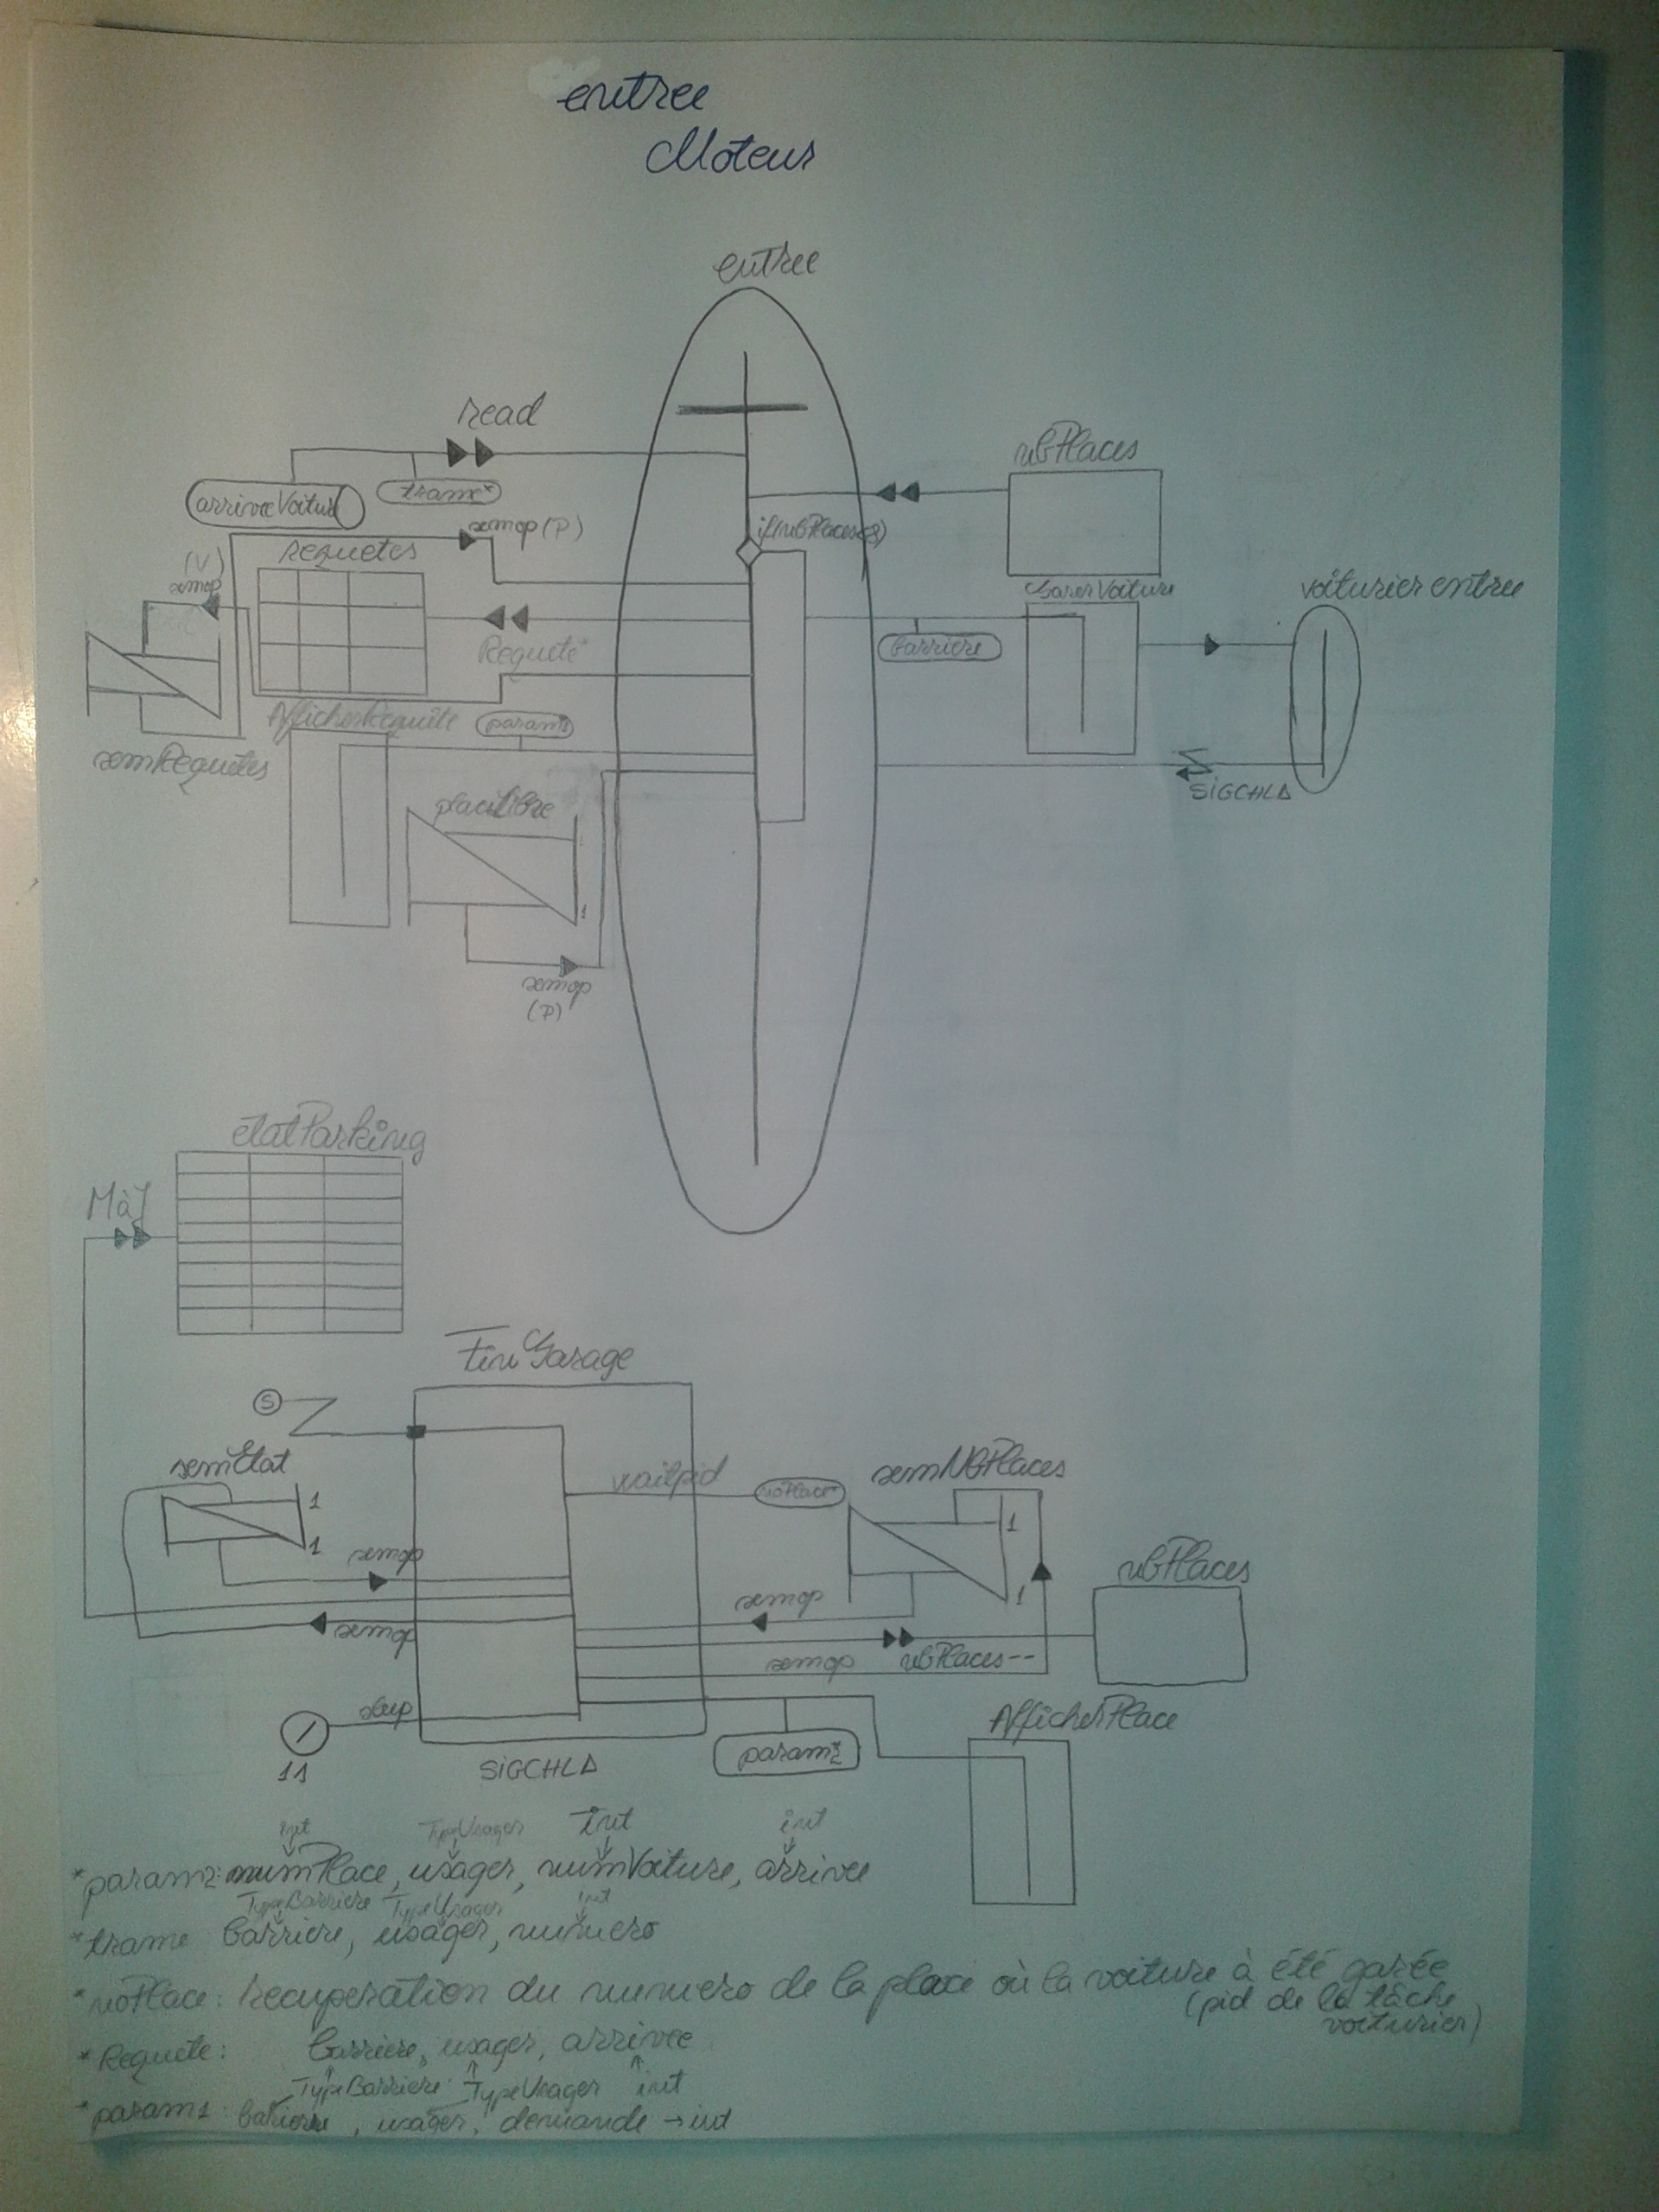 entree
Moteur
entree
read
arriveeVoiture
trame*
nbPlaces
semop (P)
if(nbPlaces<8)
(V)
semop
Requetes
Requete*
GarerVoiture
barriere
voiturier entree
SIGCHLD
semRequetes
AfficherRequête
param1*
placeLibre
1
semop
(P)
etatParking
MàJ
FinGarage
S
semEtat
1
1
waitpid
noPlace*
semNbPlaces
1
1
semop
semop
semop
semop
nbPlaces--
nbPlaces
sleep
11
SIGCHLD
param2*
AfficherPlace
int TypeUsager int int
*param2: numPlace, usager, numVoiture, arrivee
TypeBarriere TypeUsager int
*trame barriere, usager, numero
*noPlace: recuperation du numero de la place où la voiture à été garée
(pid de la tâche
voiturier)
*Requete: barriere, usager, arrivee
TypeBarriere TypeUsager int
*param1: barriere, usager, demande → int